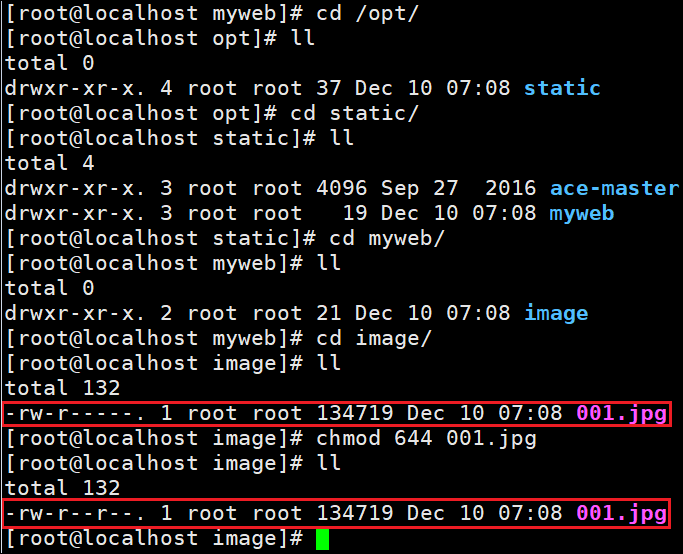 [root@localhost myweb]# cd /opt/
[root@localhost opt]# ll
total 0
drwxr-xr-x. 4 root root 37 Dec 10 07:08 static
[root@localhost opt]# cd static/
[root@localhost static]# ll
total 4
drwxr-xr-x. 3 root root 4096 Sep 27  2016 ace-master
drwxr-xr-x. 3 root root   19 Dec 10 07:08 myweb
[root@localhost static]# cd myweb/
[root@localhost myweb]# ll
total 0
drwxr-xr-x. 2 root root 21 Dec 10 07:08 image
[root@localhost myweb]# cd image/
[root@localhost image]# ll
total 132
-rw-r-----. 1 root root 134719 Dec 10 07:08 001.jpg
[root@localhost image]# chmod 644 001.jpg
[root@localhost image]# ll
total 132
-rw-r--r--. 1 root root 134719 Dec 10 07:08 001.jpg
[root@localhost image]#